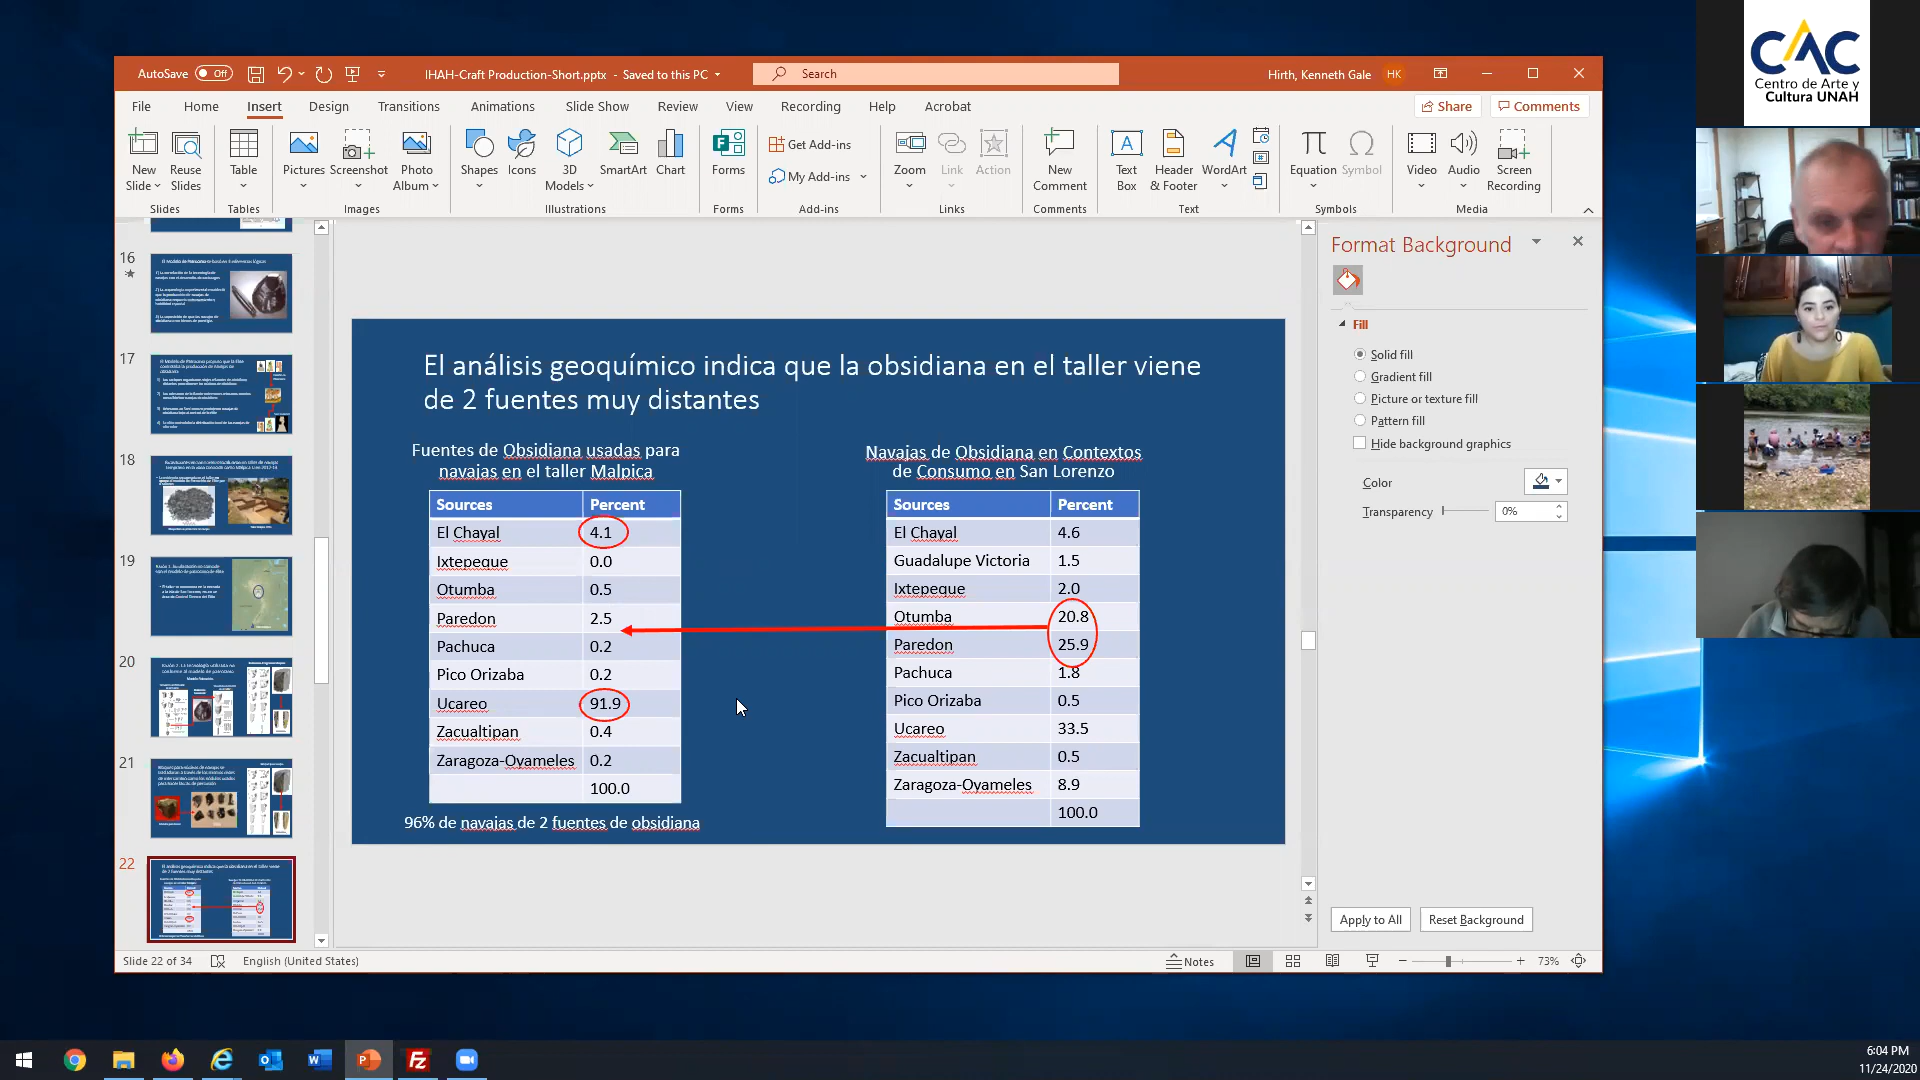 AutoSave Off
IHAH-Craft Production-Short.pptx - Saved to this PC
Search
Hirth, Kenneth Gale HK
File Home Insert Design Transitions Animations Slide Show Review View Recording Help Acrobat
Share Comments
New Slide
Reuse Slides
Slides
Table
Tables
Pictures
Screenshot
Photo Album
Images
Shapes
Icons
3D Models
SmartArt
Chart
Illustrations
Forms
Forms
Get Add-ins
My Add-ins
Add-ins
Zoom
Link
Action
Links
New Comment
Comments
Text Box
Header & Footer
WordArt
Text
Equation
Symbol
Symbols
Video
Audio
Screen Recording
Media
16
17
18
19
20
21
22
El análisis geoquímico indica que la obsidiana en el taller viene
de 2 fuentes muy distantes
Fuentes de Obsidiana usadas para
navajas en el taller Malpica
Sources Percent
El Chayal 4.1
Ixtepeque 0.0
Otumba 0.5
Paredon 2.5
Pachuca 0.2
Pico Orizaba 0.2
Ucareo 91.9
Zacualtipan 0.4
Zaragoza-Oyameles 0.2
100.0
96% de navajas de 2 fuentes de obsidiana
Navajas de Obsidiana en Contextos
de Consumo en San Lorenzo
Sources Percent
El Chayal 4.6
Guadalupe Victoria 1.5
Ixtepeque 2.0
Otumba 20.8
Paredon 25.9
Pachuca 1.8
Pico Orizaba 0.5
Ucareo 33.5
Zacualtipan 0.5
Zaragoza-Oyameles 8.9
100.0
Format Background
Fill
Solid fill
Gradient fill
Picture or texture fill
Pattern fill
Hide background graphics
Color
Transparency 0%
Apply to All Reset Background
Slide 22 of 34 English (United States)
Notes 73%
CAC
Centro de Arte y
Cultura UNAH
6:04 PM
11/24/2020